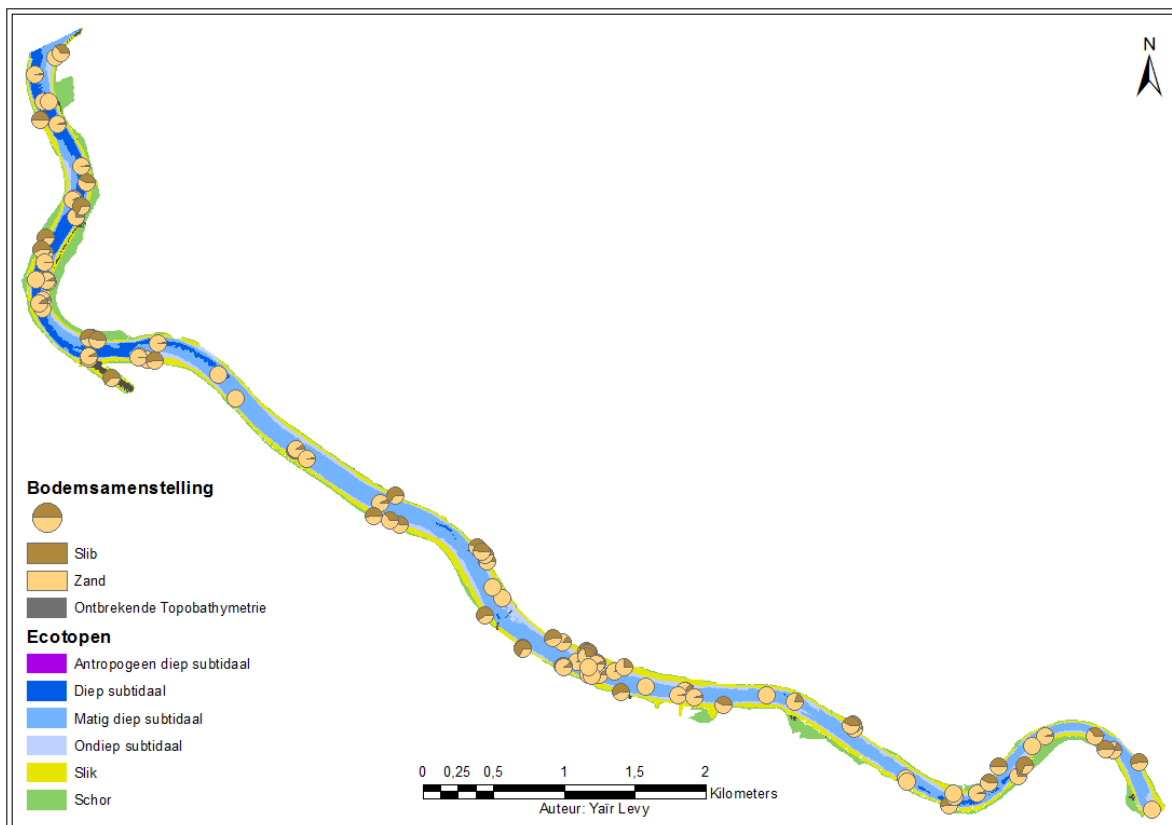 N
Bodemsamenstelling
Slib
Zand
Ontbrekende Topobathymetrie
Ecotopen
Antropogeen diep subtidaal
Diep subtidaal
Matig diep subtidaal
Ondiep subtidaal
Slik
Schor
0 0,25 0,5 1 1,5 2
Kilometers
Auteur: Yaïr Levy